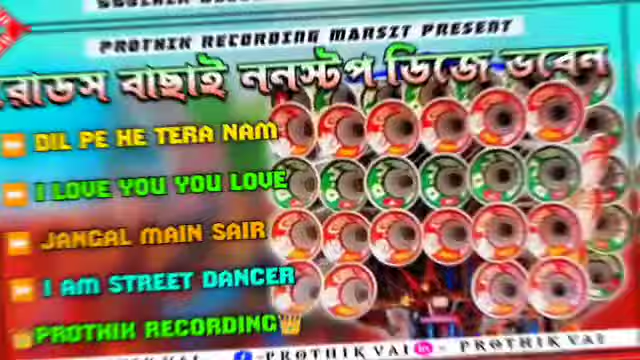 PROTHIK RECORDING MARSIT PRESENT
রোডস বাছাই ননস্টপ ডিজে ভবেন
DIL PE HE TERA NAM
I LOVE YOU YOU LOVE
JANGAL MAIN SAIR
I AM STREET DANCER
PROTHIK RECORDING
-PROTHIK VAI - PROTHIK VAI